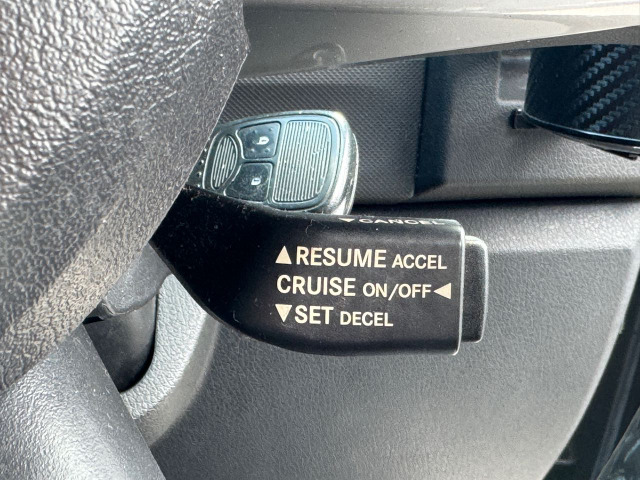 ▼CANCEL
▲RESUME ACCEL
CRUISE ON/OFF◀
▼SET DECEL